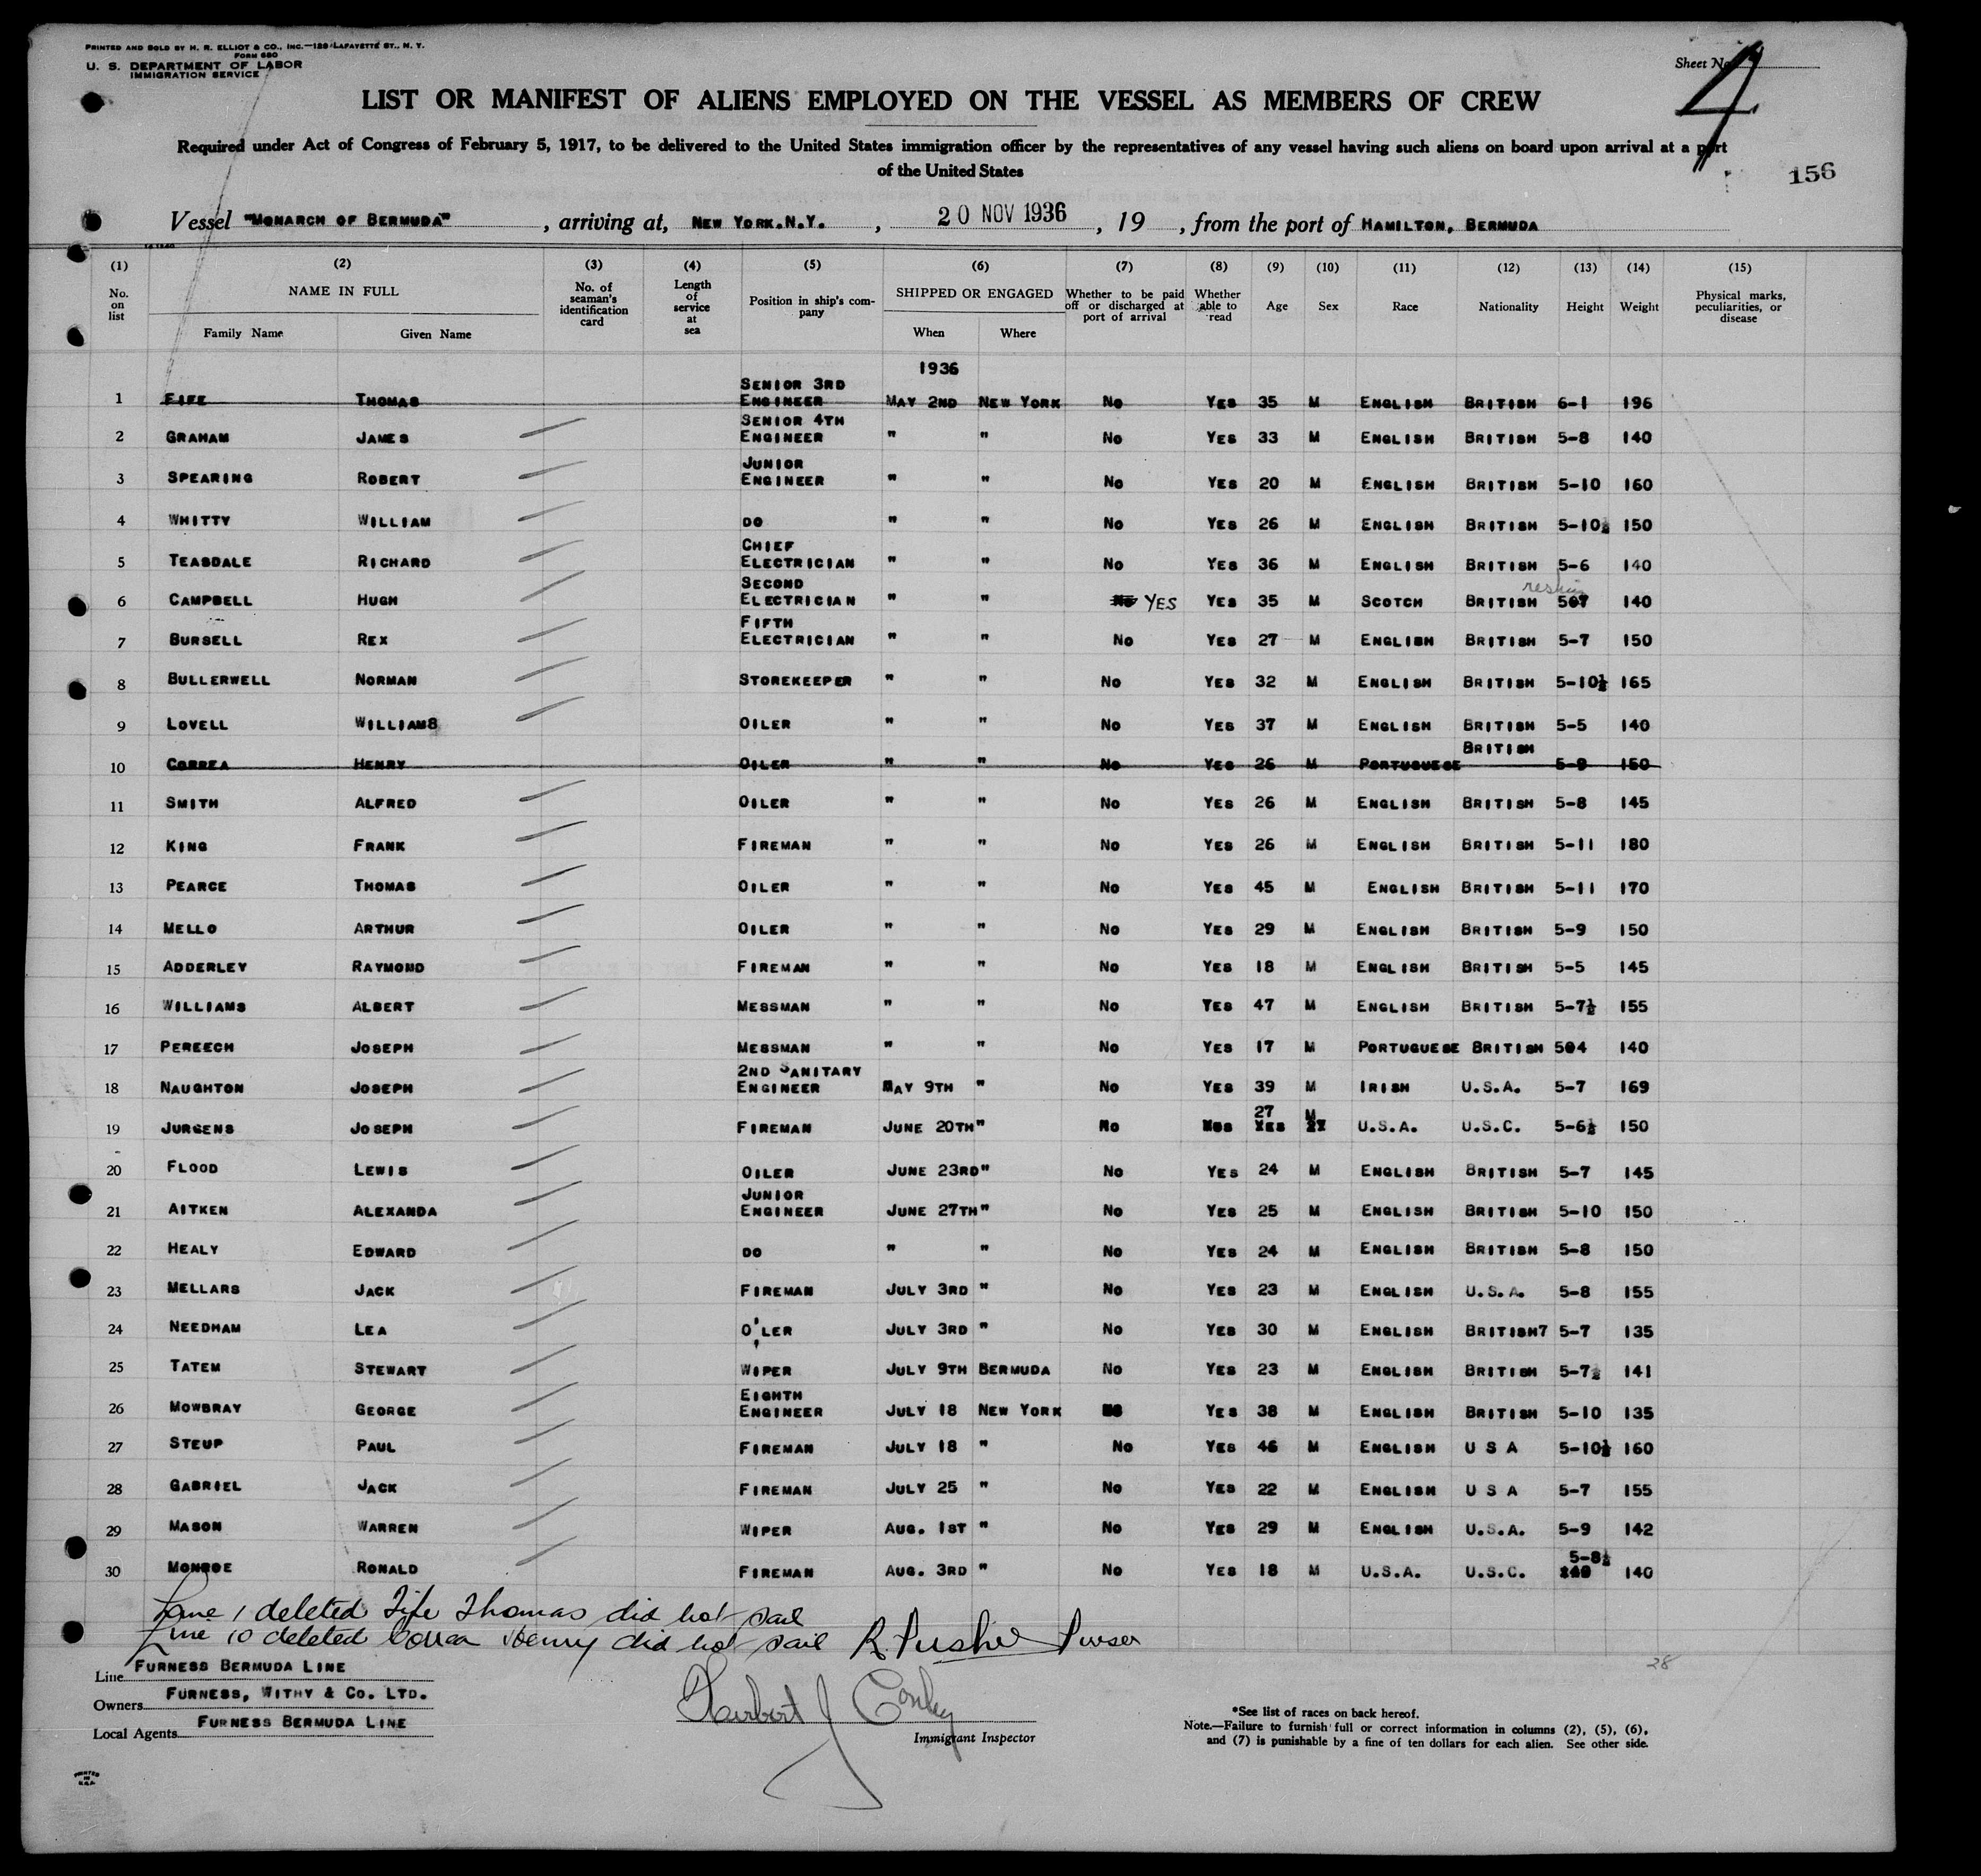 PRINTED AND SOLD BY H. R. ELLIOT & CO., INC.—129 LAFAYETTE ST., N. Y.
FORM 680
U. S. DEPARTMENT OF LABOR
IMMIGRATION SERVICE
Sheet No.
4
LIST OR MANIFEST OF ALIENS EMPLOYED ON THE VESSEL AS MEMBERS OF CREW
Required under Act of Congress of February 5, 1917, to be delivered to the United States immigration officer by the representatives of any vessel having such aliens on board upon arrival at a port
of the United States
156
Vessel "MONARCH OF BERMUDA", arriving at, NEW YORK.N.Y., 20 NOV 1936, 19 , from the port of HAMILTON, BERMUDA
(1) (2) (3) (4) (5) (6) (7) (8) (9) (10) (11) (12) (13) (14) (15)
No. on list NAME IN FULL Family Name Given Name No. of seaman's identification card Length of service at sea Position in ship's company SHIPPED OR ENGAGED When Where Whether to be paid off or discharged at port of arrival Whether able to read Age Sex Race Nationality Height Weight Physical marks, peculiarities, or disease
1936
1 FIFE THOMAS SENIOR 3RD ENGINEER MAY 2ND NEW YORK NO YES 35 M ENGLISH BRITISH 6-1 196
2 GRAHAM JAMES SENIOR 4TH ENGINEER " " NO YES 33 M ENGLISH BRITISH 5-8 140
3 SPEARING ROBERT JUNIOR ENGINEER " " NO YES 20 M ENGLISH BRITISH 5-10 160
4 WHITTY WILLIAM DO " " NO YES 26 M ENGLISH BRITISH 5-10½ 150
5 TEASDALE RICHARD CHIEF ELECTRICIAN " " NO YES 36 M ENGLISH BRITISH 5-6 140
6 CAMPBELL HUGH SECOND ELECTRICIAN " " NO YES YES 35 M SCOTCH BRITISH 507 140
7 BURSELL REX FIFTH ELECTRICIAN " " NO YES 27 M ENGLISH BRITISH 5-7 150
8 BULLERWELL NORMAN STOREKEEPER " " NO YES 32 M ENGLISH BRITISH 5-10½ 165
9 LOVELL WILLIAM8 OILER " " NO YES 37 M ENGLISH BRITISH 5-5 140
10 CORREA HENRY OILER " " NO YES 26 M PORTUGUESE BRITISH 5-9 150
11 SMITH ALFRED OILER " " NO YES 26 M ENGLISH BRITISH 5-8 145
12 KING FRANK FIREMAN " " NO YES 26 M ENGLISH BRITISH 5-11 180
13 PEARCE THOMAS OILER " " NO YES 45 M ENGLISH BRITISH 5-11 170
14 MELLO ARTHUR OILER " " NO YES 29 M ENGLISH BRITISH 5-9 150
15 ADDERLEY RAYMOND FIREMAN " " NO YES 18 M ENGLISH BRITISH 5-5 145
16 WILLIAMS ALBERT MESSMAN " " NO YES 47 M ENGLISH BRITISH 5-7½ 155
17 PEREECH JOSEPH MESSMAN " " NO YES 17 M PORTUGUESE BRITISH 504 140
18 NAUGHTON JOSEPH 2ND SANITARY ENGINEER MAY 9TH " NO YES 39 M IRISH U.S.A. 5-7 169
19 JURGENS JOSEPH FIREMAN JUNE 20TH " NO YES 27 M U.S.A. U.S.C. 5-6½ 150
20 FLOOD LEWIS OILER JUNE 23RD " NO YES 24 M ENGLISH BRITISH 5-7 145
21 AITKEN ALEXANDA JUNIOR ENGINEER JUNE 27TH " NO YES 25 M ENGLISH BRITISH 5-10 150
22 HEALY EDWARD DO " " NO YES 24 M ENGLISH BRITISH 5-8 150
23 MELLARS JACK FIREMAN JULY 3RD " NO YES 23 M ENGLISH U.S.A. 5-8 155
24 NEEDHAM LEA O'LER JULY 3RD " NO YES 30 M ENGLISH BRITISH7 5-7 135
25 TATEM STEWART WIPER JULY 9TH BERMUDA NO YES 23 M ENGLISH BRITISH 5-7½ 141
26 MOWBRAY GEORGE EIGHTH ENGINEER JULY 18 NEW YORK NO YES 38 M ENGLISH BRITISH 5-10 135
27 STEUP PAUL FIREMAN JULY 18 " NO YES 46 M ENGLISH U S A 5-10½ 160
28 GABRIEL JACK FIREMAN JULY 25 " NO YES 22 M ENGLISH U S A 5-7 155
29 MASON WARREN WIPER AUG. 1ST " NO YES 29 M ENGLISH U.S.A. 5-9 142
30 MONROE RONALD FIREMAN AUG. 3RD " NO YES 18 M U.S.A. U.S.C. 5-8½ 140
Line 1 deleted Fife Thomas did not sail
Line 10 deleted Correa Henry did not sail R. Pusher Purser
28
Line FURNESS BERMUDA LINE
Owners FURNESS, WITHY & CO. LTD.
Local Agents FURNESS BERMUDA LINE
Herbert J Conley
Immigrant Inspector
*See list of races on back hereof.
Note.—Failure to furnish full or correct information in columns (2), (5), (6),
and (7) is punishable by a fine of ten dollars for each alien. See other side.
PRINTED IN U.S.A.